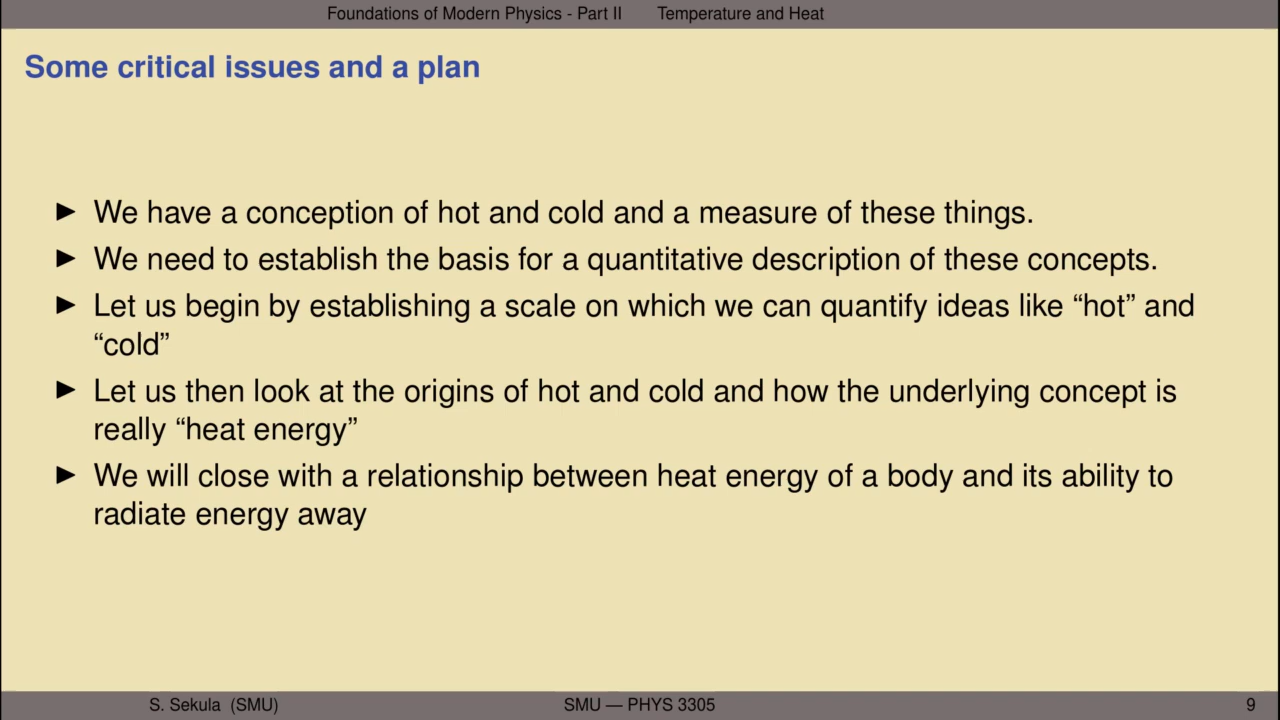 Foundations of Modern Physics - Part II Temperature and Heat
Some critical issues and a plan
▶ We have a conception of hot and cold and a measure of these things.
▶ We need to establish the basis for a quantitative description of these concepts.
▶ Let us begin by establishing a scale on which we can quantify ideas like “hot” and
“cold”
▶ Let us then look at the origins of hot and cold and how the underlying concept is
really “heat energy”
▶ We will close with a relationship between heat energy of a body and its ability to
radiate energy away
S. Sekula (SMU) SMU — PHYS 3305 9